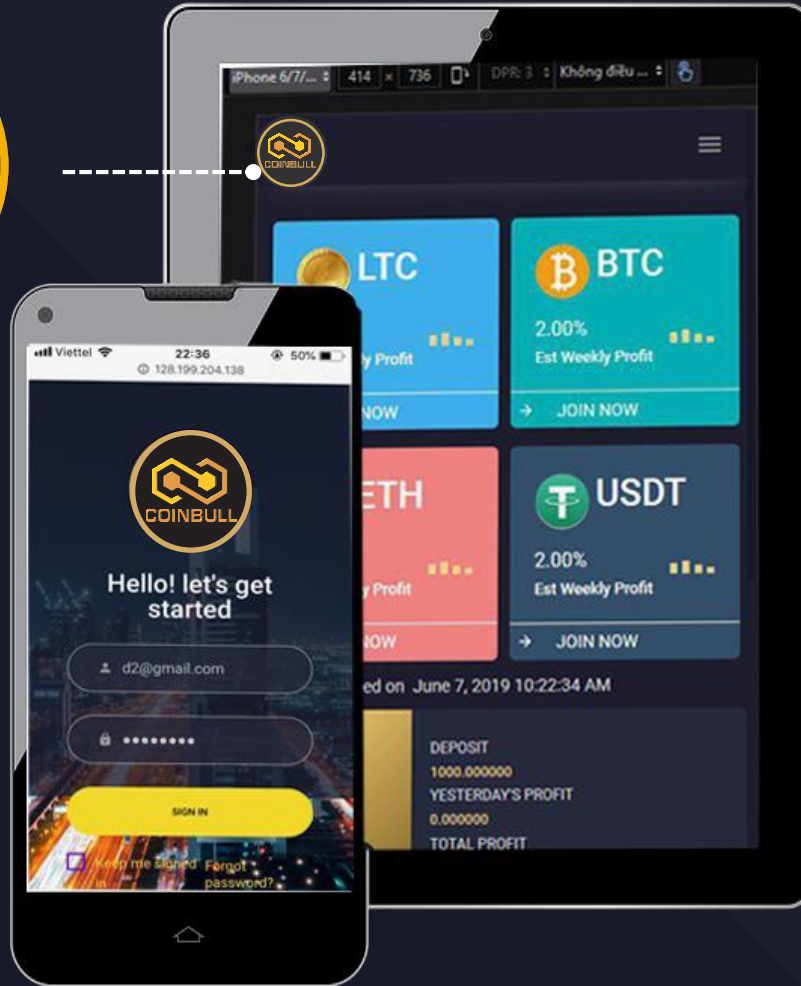 iPhone 6/7/... 414 × 736 DPR: 3 Không điều ...
COINBULL
LTC
y Profit
NOW
BTC
2.00%
Est Weekly Profit
→ JOIN NOW
ETH
y Profit
NOW
USDT
2.00%
Est Weekly Profit
→ JOIN NOW
ed on June 7, 2019 10:22:34 AM
DEPOSIT
1000.000000
YESTERDAY'S PROFIT
0.000000
TOTAL PROFIT
Viettel 22:36 50%
128.199.204.138
COINBULL
Hello! let's get
started
d2@gmail.com
••••••••
SIGN IN
Keep me signed
in
Forgot
password?